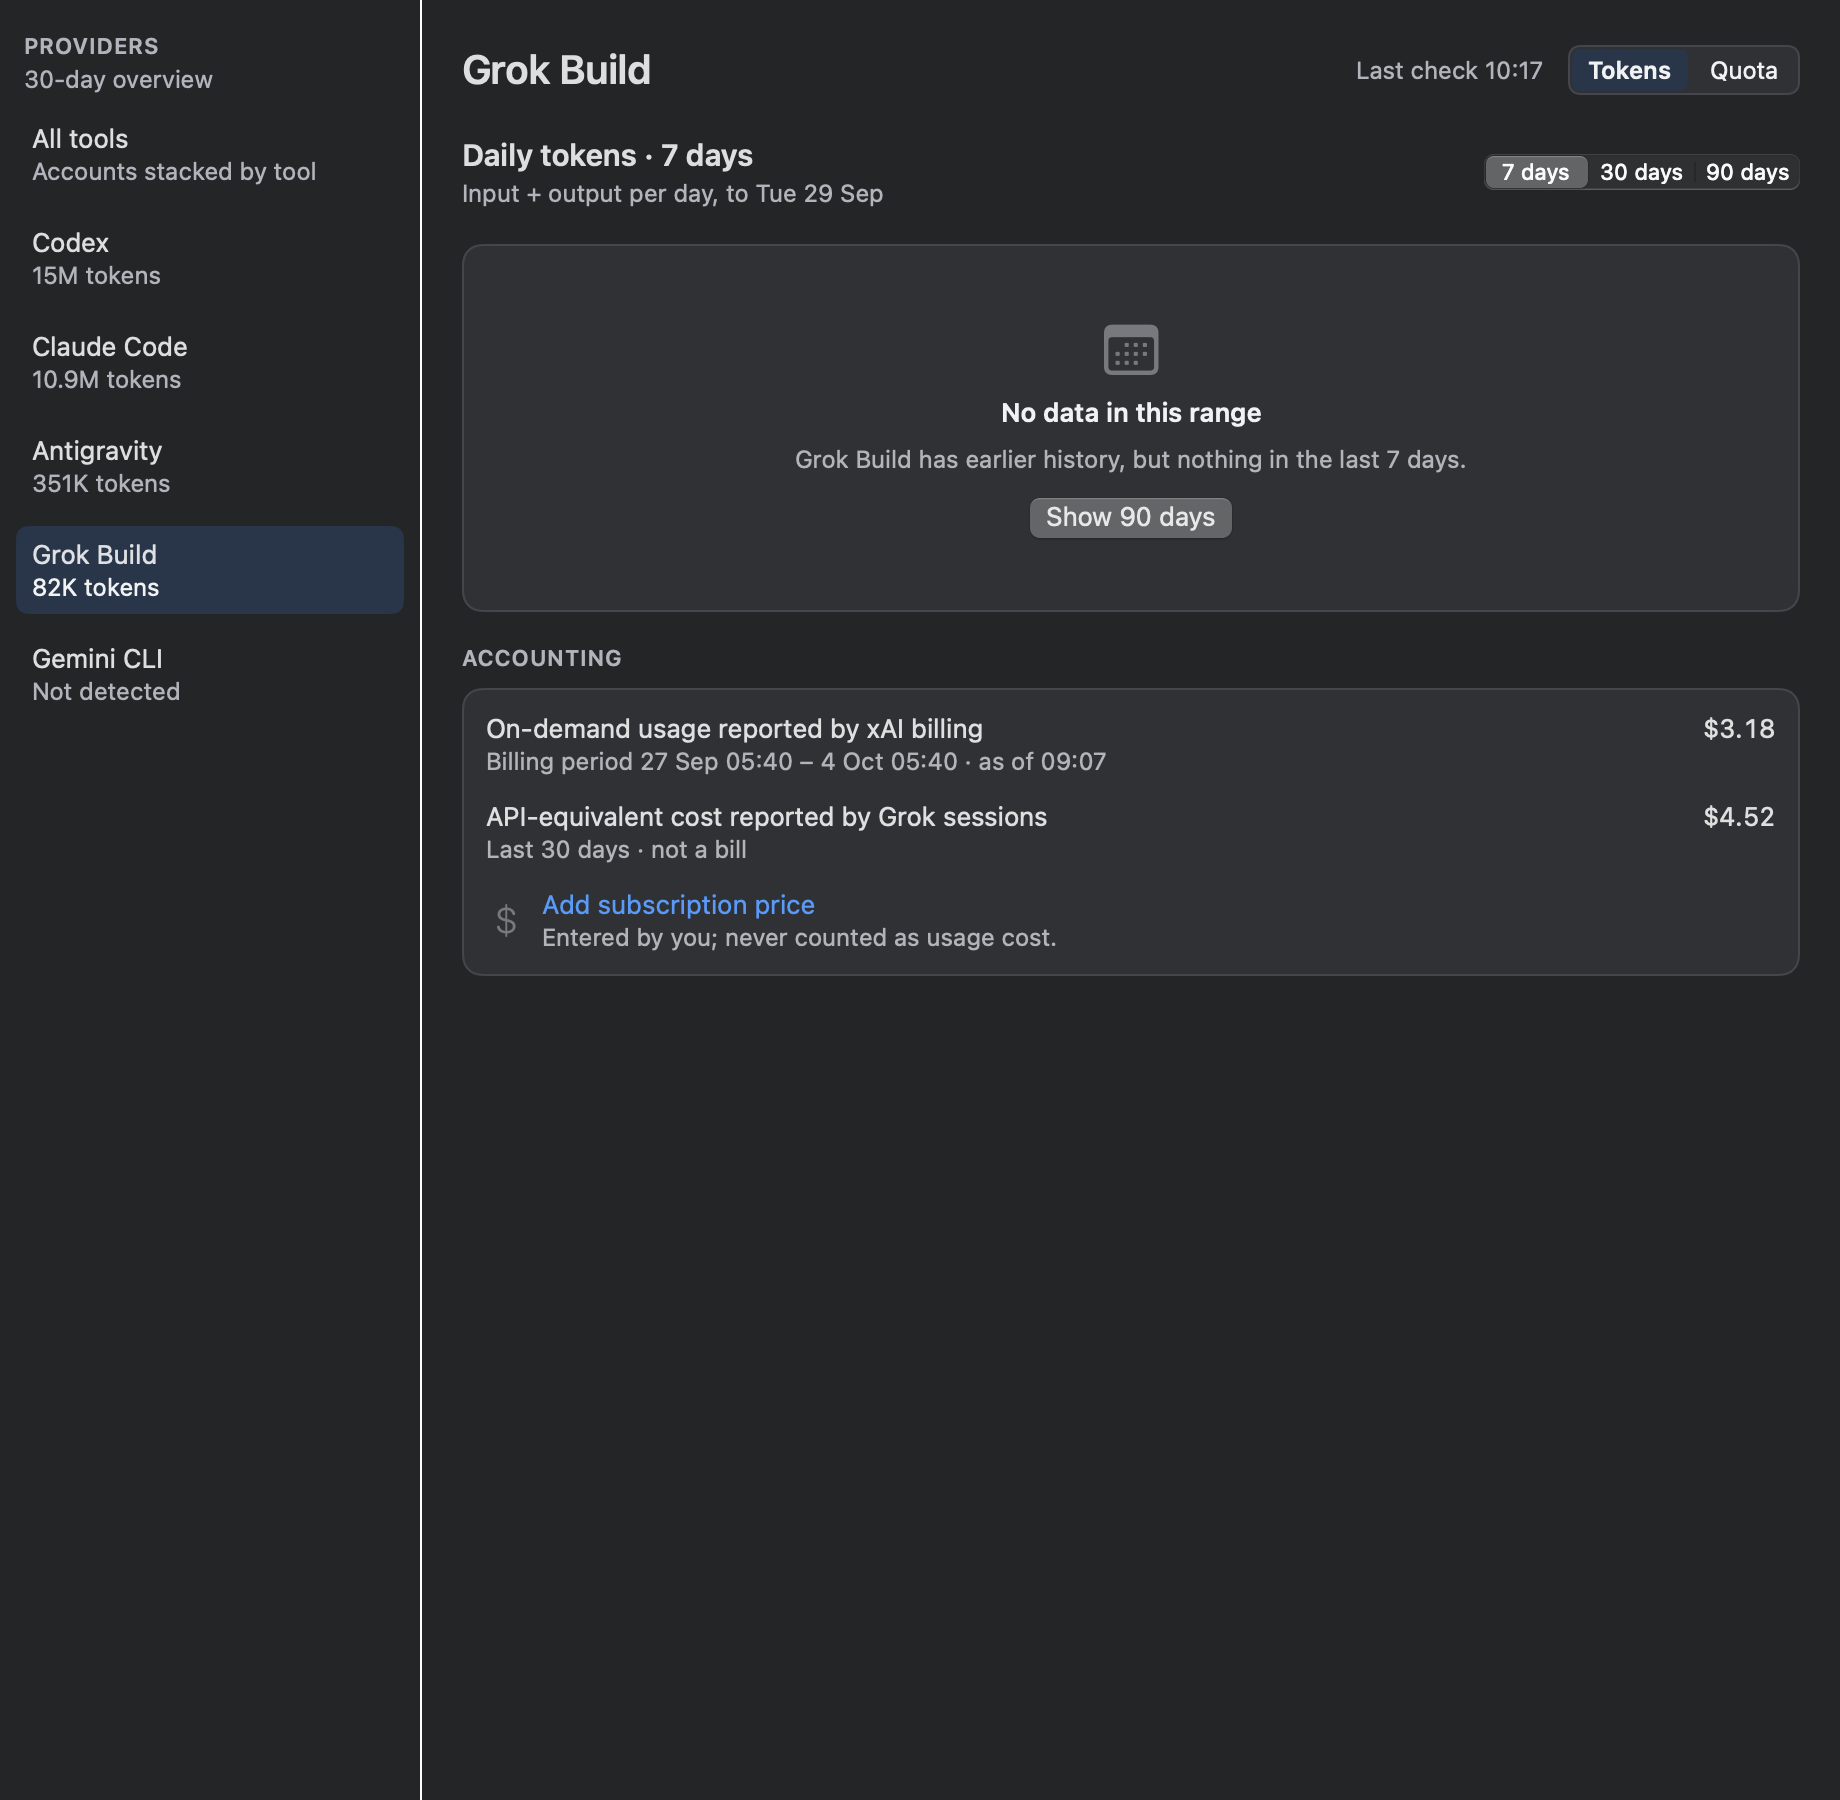 PROVIDERS
30-day overview
All tools
Accounts stacked by tool
Codex
15M tokens
Claude Code
10.9M tokens
Antigravity
351K tokens
Grok Build
82K tokens
Gemini CLI
Not detected
Grok Build
Last check 10:17
Tokens
Quota
Daily tokens · 7 days
Input + output per day, to Tue 29 Sep
7 days
30 days
90 days
No data in this range
Grok Build has earlier history, but nothing in the last 7 days.
Show 90 days
ACCOUNTING
On-demand usage reported by xAI billing
$3.18
Billing period 27 Sep 05:40 – 4 Oct 05:40 · as of 09:07
API-equivalent cost reported by Grok sessions
$4.52
Last 30 days · not a bill
$
Add subscription price
Entered by you; never counted as usage cost.